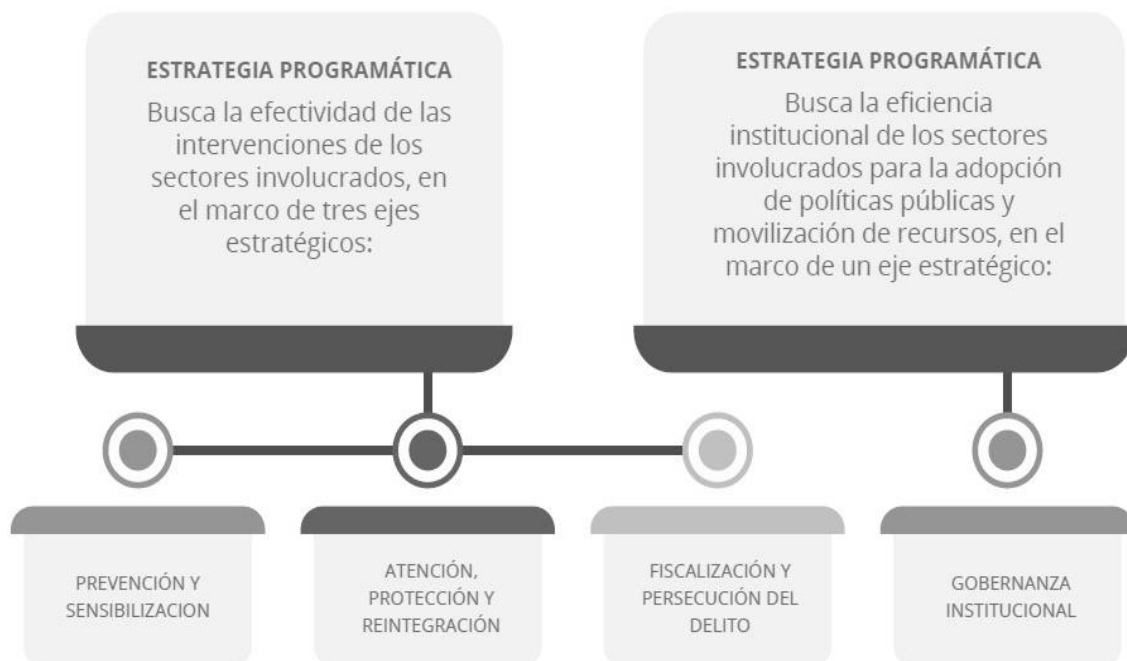 ESTRATEGIA PROGRAMÁTICA
Busca la efectividad de las
intervenciones de los
sectores involucrados, en
el marco de tres ejes
estratégicos:
ESTRATEGIA PROGRAMÁTICA
Busca la eficiencia
institucional de los sectores
involucrados para la adopción
de políticas públicas y
movilización de recursos, en el
marco de un eje estratégico:
PREVENCIÓN Y
SENSIBILIZACION
ATENCIÓN,
PROTECCIÓN Y
REINTEGRACIÓN
FISCALIZACIÓN Y
PERSECUCIÓN DEL
DELITO
GOBERNANZA
INSTITUCIONAL